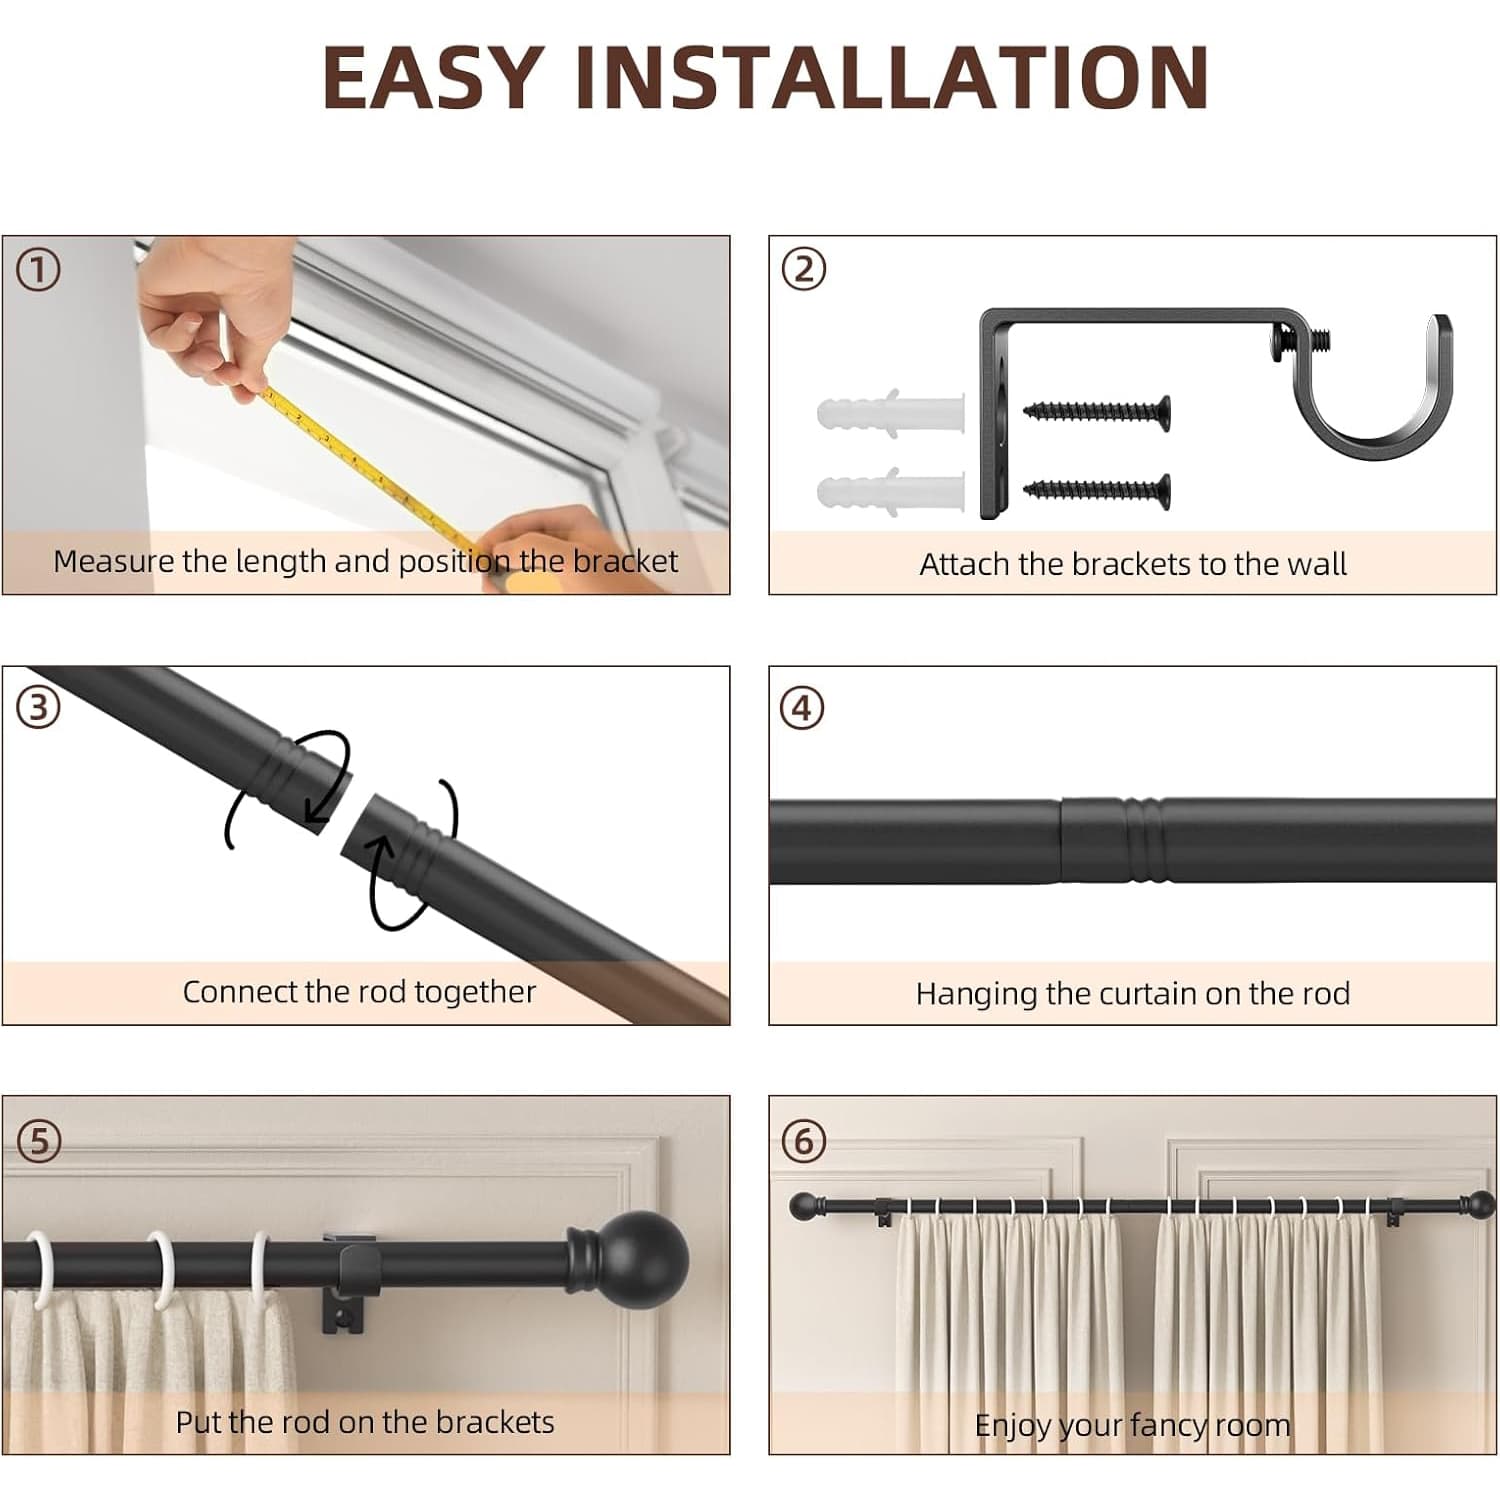 EASY INSTALLATION
①
Measure the length and position the bracket
②
Attach the brackets to the wall
③
Connect the rod together
④
Hanging the curtain on the rod
⑤
Put the rod on the brackets
⑥
Enjoy your fancy room